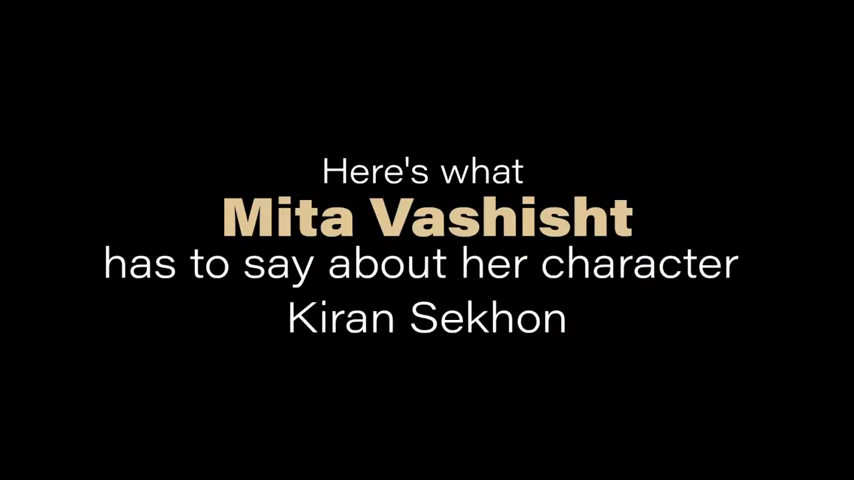 Here's what
Mita Vashisht
has to say about her character
Kiran Sekhon